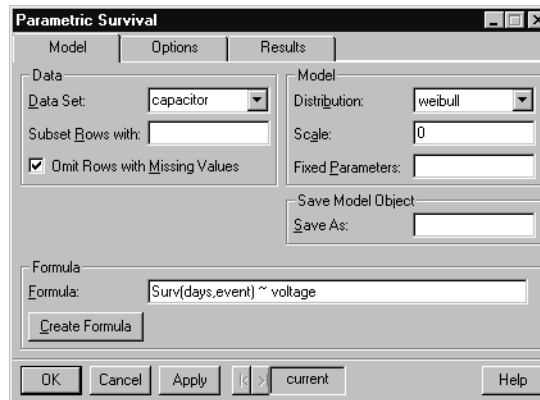 Parametric Survival
Model Options Results
Data
Data Set: capacitor
Subset Rows with:
Omit Rows with Missing Values
Model
Distribution: weibull
Scale: 0
Fixed Parameters:
Save Model Object
Save As:
Formula
Formula: Surv(days,event) ~ voltage
Create Formula
OK Cancel Apply current Help